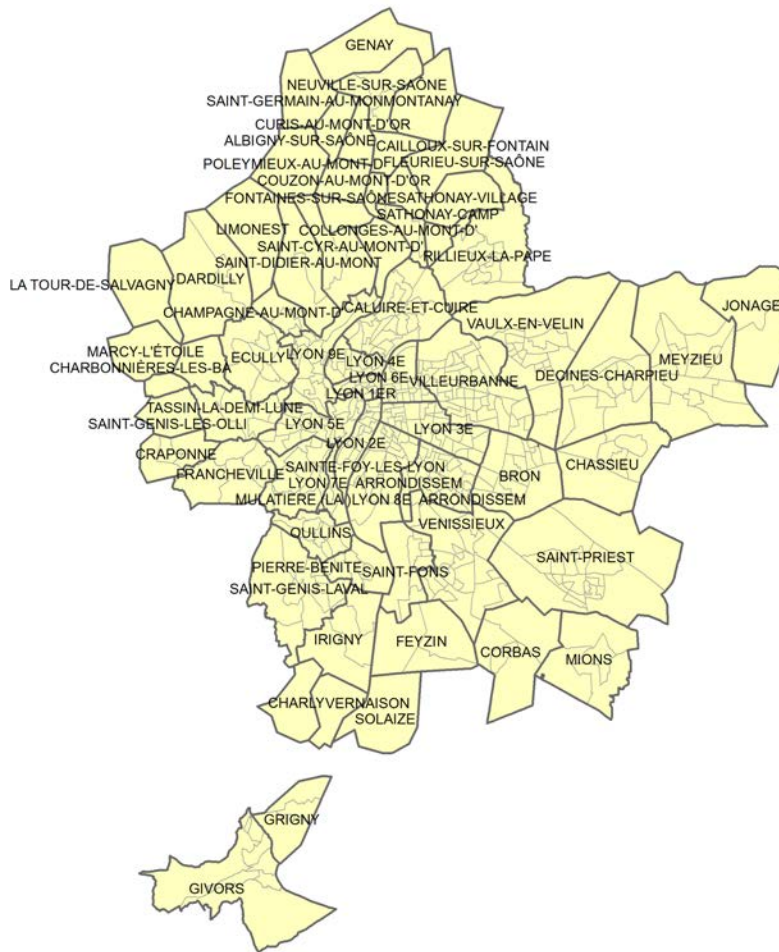 GENAY
NEUVILLE-SUR-SAÔNE
SAINT-GERMAIN-AU-MONMONTANAY
CURIS-AU-MONT-D'OR
ALBIGNY-SUR-SAÔNE
CAILLOUX-SUR-FONTAIN
POLEYMIEUX-AU-MONT-D'
FLEURIEU-SUR-SAÔNE
COUZON-AU-MONT-D'OR
FONTAINES-SUR-SAÔNE
SATHONAY-VILLAGE
SATHONAY-CAMP
LIMONEST
COLLONGES-AU-MONT-D'
SAINT-CYR-AU-MONT-D'
RILLIEUX-LA-PAPE
SAINT-DIDIER-AU-MONT
DARDILLY
LA TOUR-DE-SALVAGNY
CHAMPAGNE-AU-MONT-D'
CALUIRE-ET-CUIRE
JONAGE
VAULX-EN-VELIN
MARCY-L'ÉTOILE
ECULLY
LYON 9E
LYON 4E
MEYZIEU
CHARBONNIÈRES-LES-BA
LYON 6E
VILLEURBANNE
DECINES-CHARPIEU
LYON 1ER
TASSIN-LA-DEMI-LUNE
SAINT-GENIS-LES-OLLI
LYON 5E
LYON 3E
LYON 2E
CRAPONNE
FRANCHEVILLE
SAINTE-FOY-LES-LYON
BRON
CHASSIEU
LYON 7E ARRONDISSEM
MULATIERE (LA)
LYON 8E ARRONDISSEM
VENISSIEUX
OULLINS
SAINT-PRIEST
PIERRE-BENITE
SAINT-FONS
SAINT-GENIS-LAVAL
IRIGNY
FEYZIN
CORBAS
MIONS
CHARLY
VERNAISON
SOLAIZE
GRIGNY
GIVORS